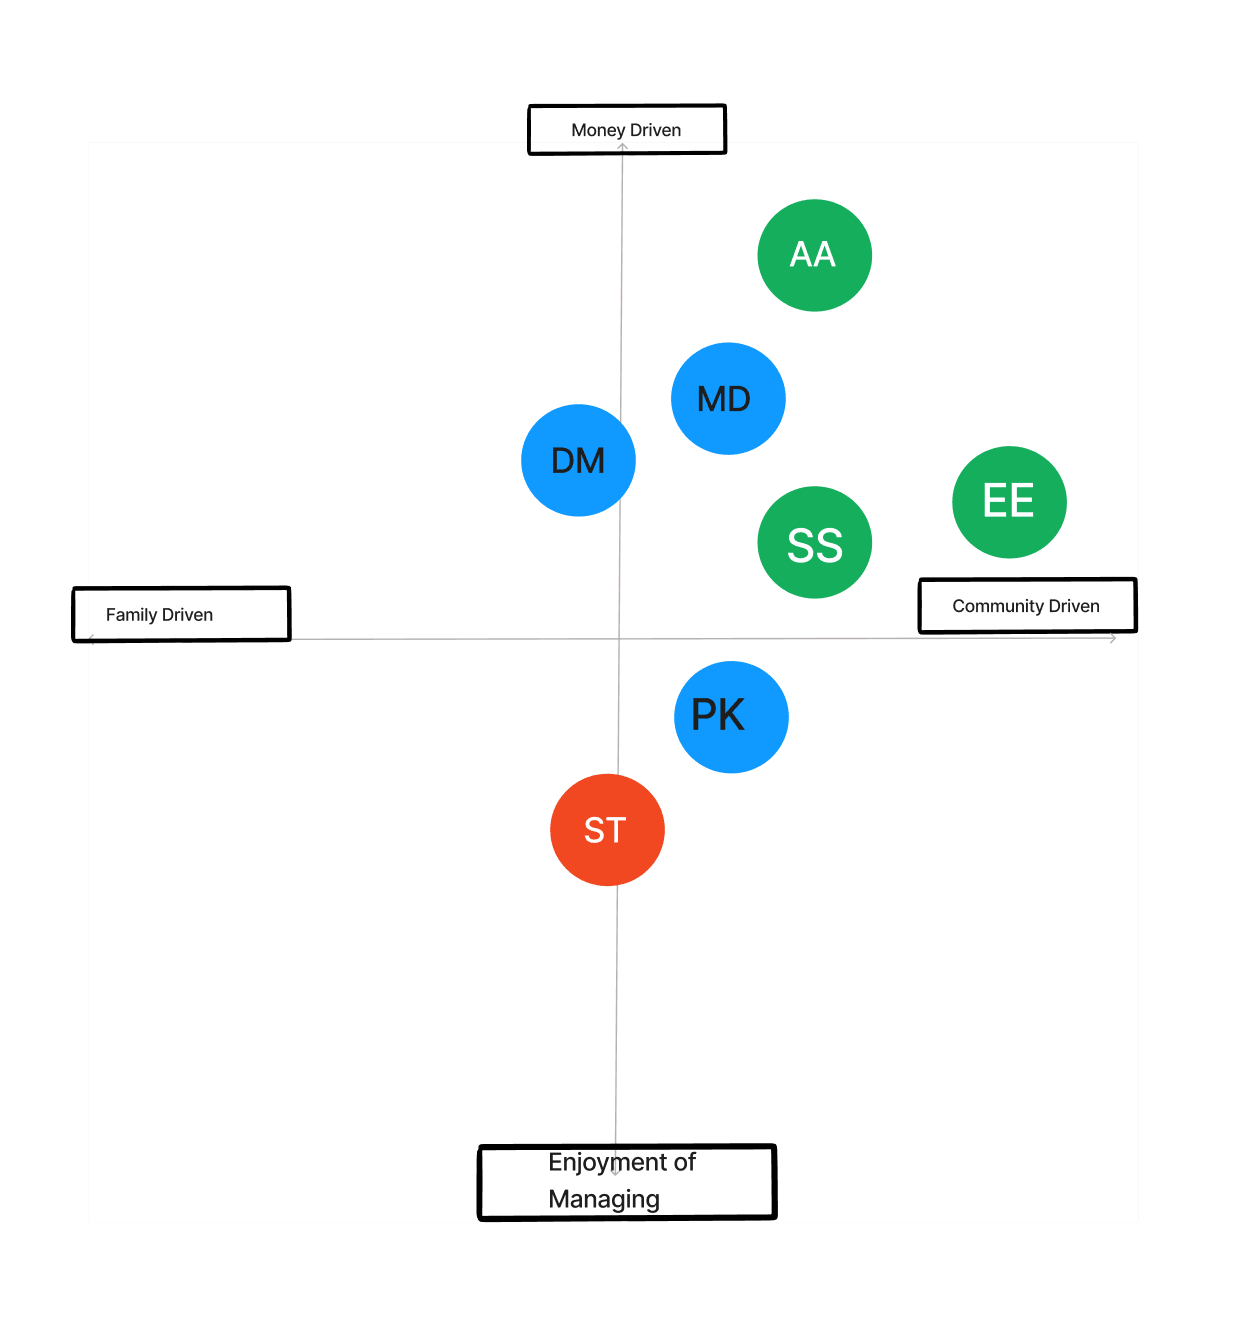 Money Driven
AA
MD
DM
EE
SS
Community Driven
Family Driven
PK
ST
Enjoyment of
Managing